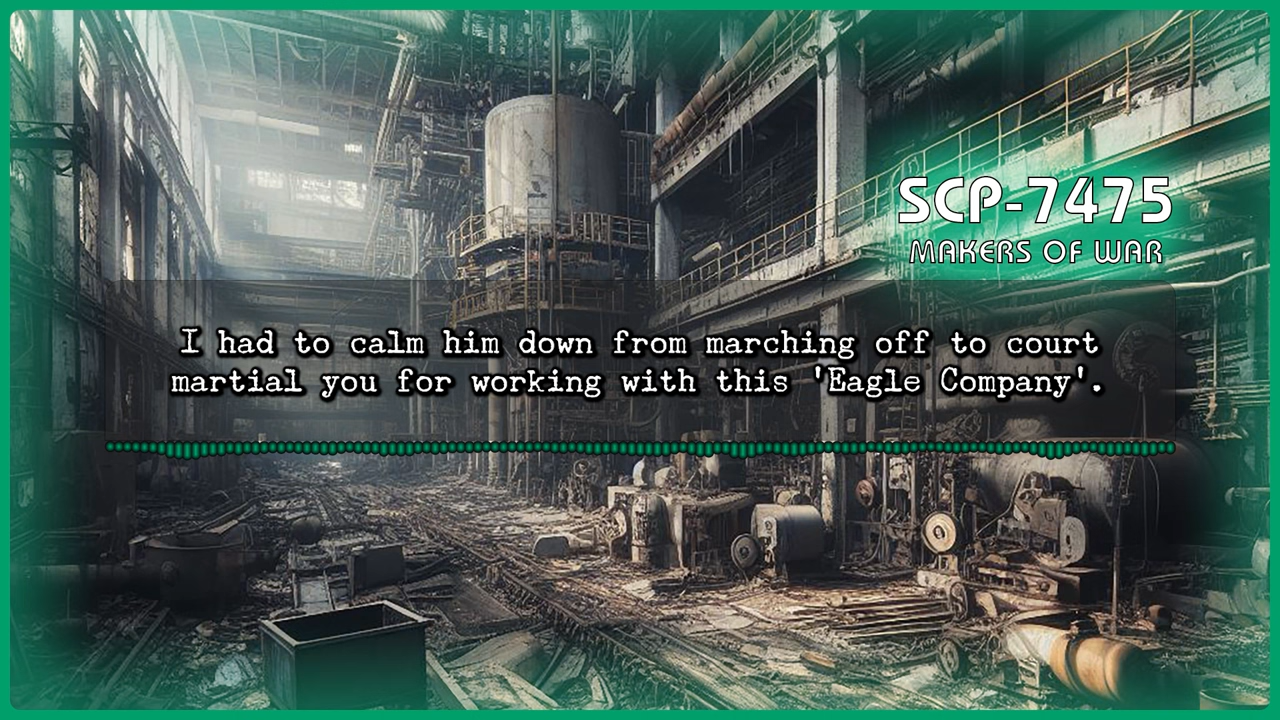 SCP-7475
MAKERS OF WAR
I had to calm him down from marching off to court
martial you for working with this 'Eagle Company'.